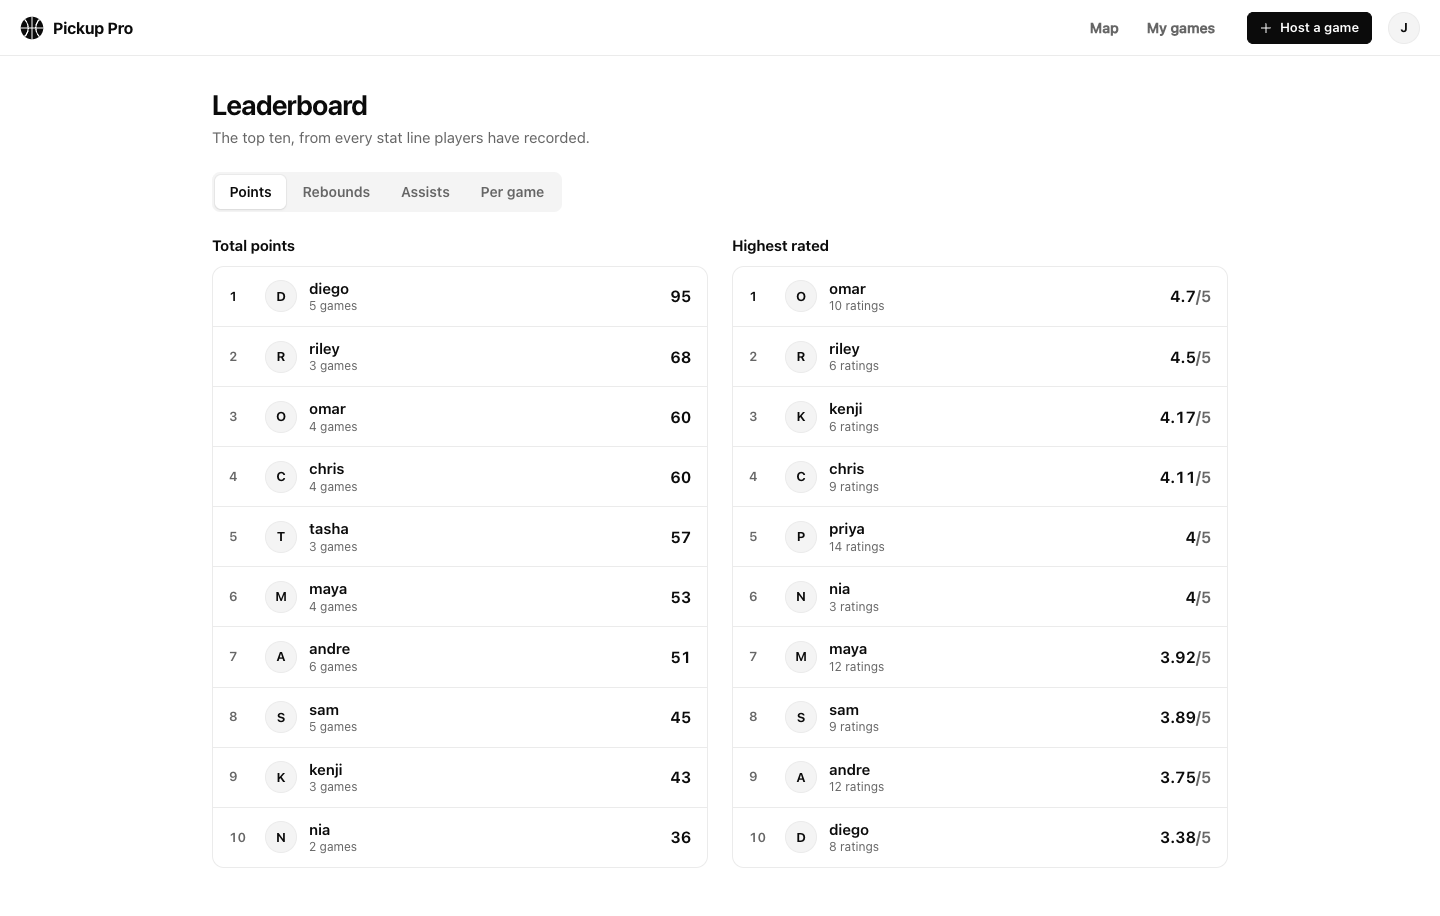 Pickup Pro
Map
My games
+ Host a game
J
Leaderboard
The top ten, from every stat line players have recorded.
Points
Rebounds
Assists
Per game
Total points
1 D diego 95
5 games
2 R riley 68
3 games
3 O omar 60
4 games
4 C chris 60
4 games
5 T tasha 57
3 games
6 M maya 53
4 games
7 A andre 51
6 games
8 S sam 45
5 games
9 K kenji 43
3 games
10 N nia 36
2 games
Highest rated
1 O omar 4.7/5
10 ratings
2 R riley 4.5/5
6 ratings
3 K kenji 4.17/5
6 ratings
4 C chris 4.11/5
9 ratings
5 P priya 4/5
14 ratings
6 N nia 4/5
3 ratings
7 M maya 3.92/5
12 ratings
8 S sam 3.89/5
9 ratings
9 A andre 3.75/5
12 ratings
10 D diego 3.38/5
8 ratings